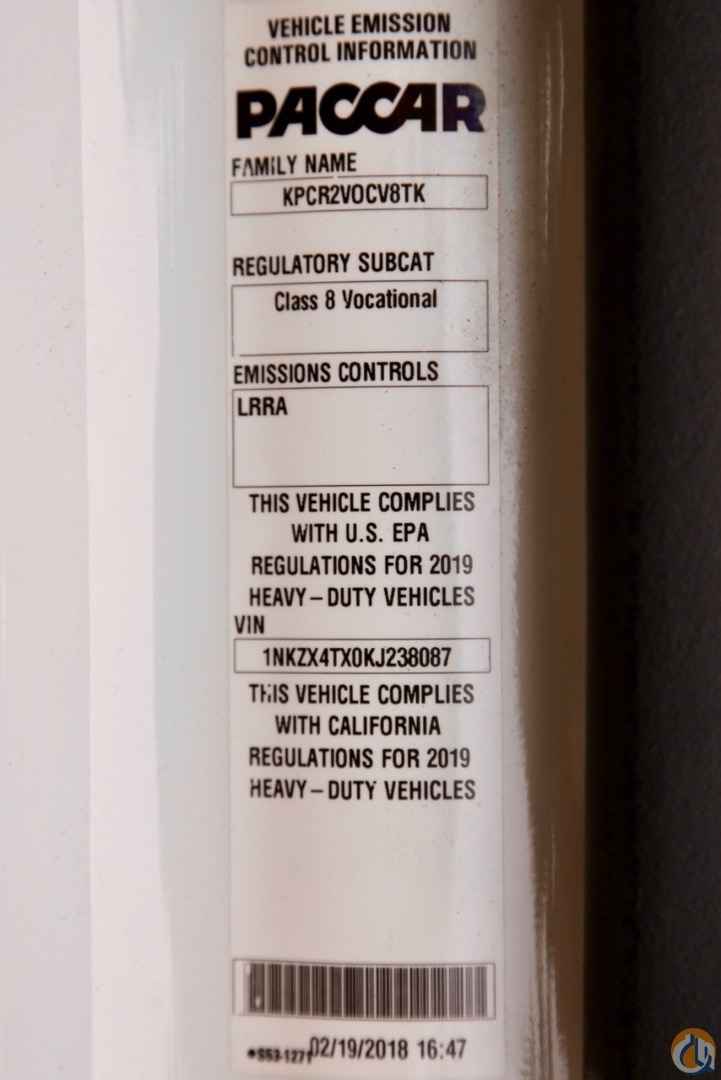 VEHICLE EMISSION
CONTROL INFORMATION
PACCAR
FAMILY NAME
KPCR2VOCV8TK
REGULATORY SUBCAT
Class 8 Vocational
EMISSIONS CONTROLS
LRRA
THIS VEHICLE COMPLIES
WITH U.S. EPA
REGULATIONS FOR 2019
HEAVY–DUTY VEHICLES
VIN
1NKZX4TX0KJ238087
THIS VEHICLE COMPLIES
WITH CALIFORNIA
REGULATIONS FOR 2019
HEAVY–DUTY VEHICLES
02/19/2018 16:47